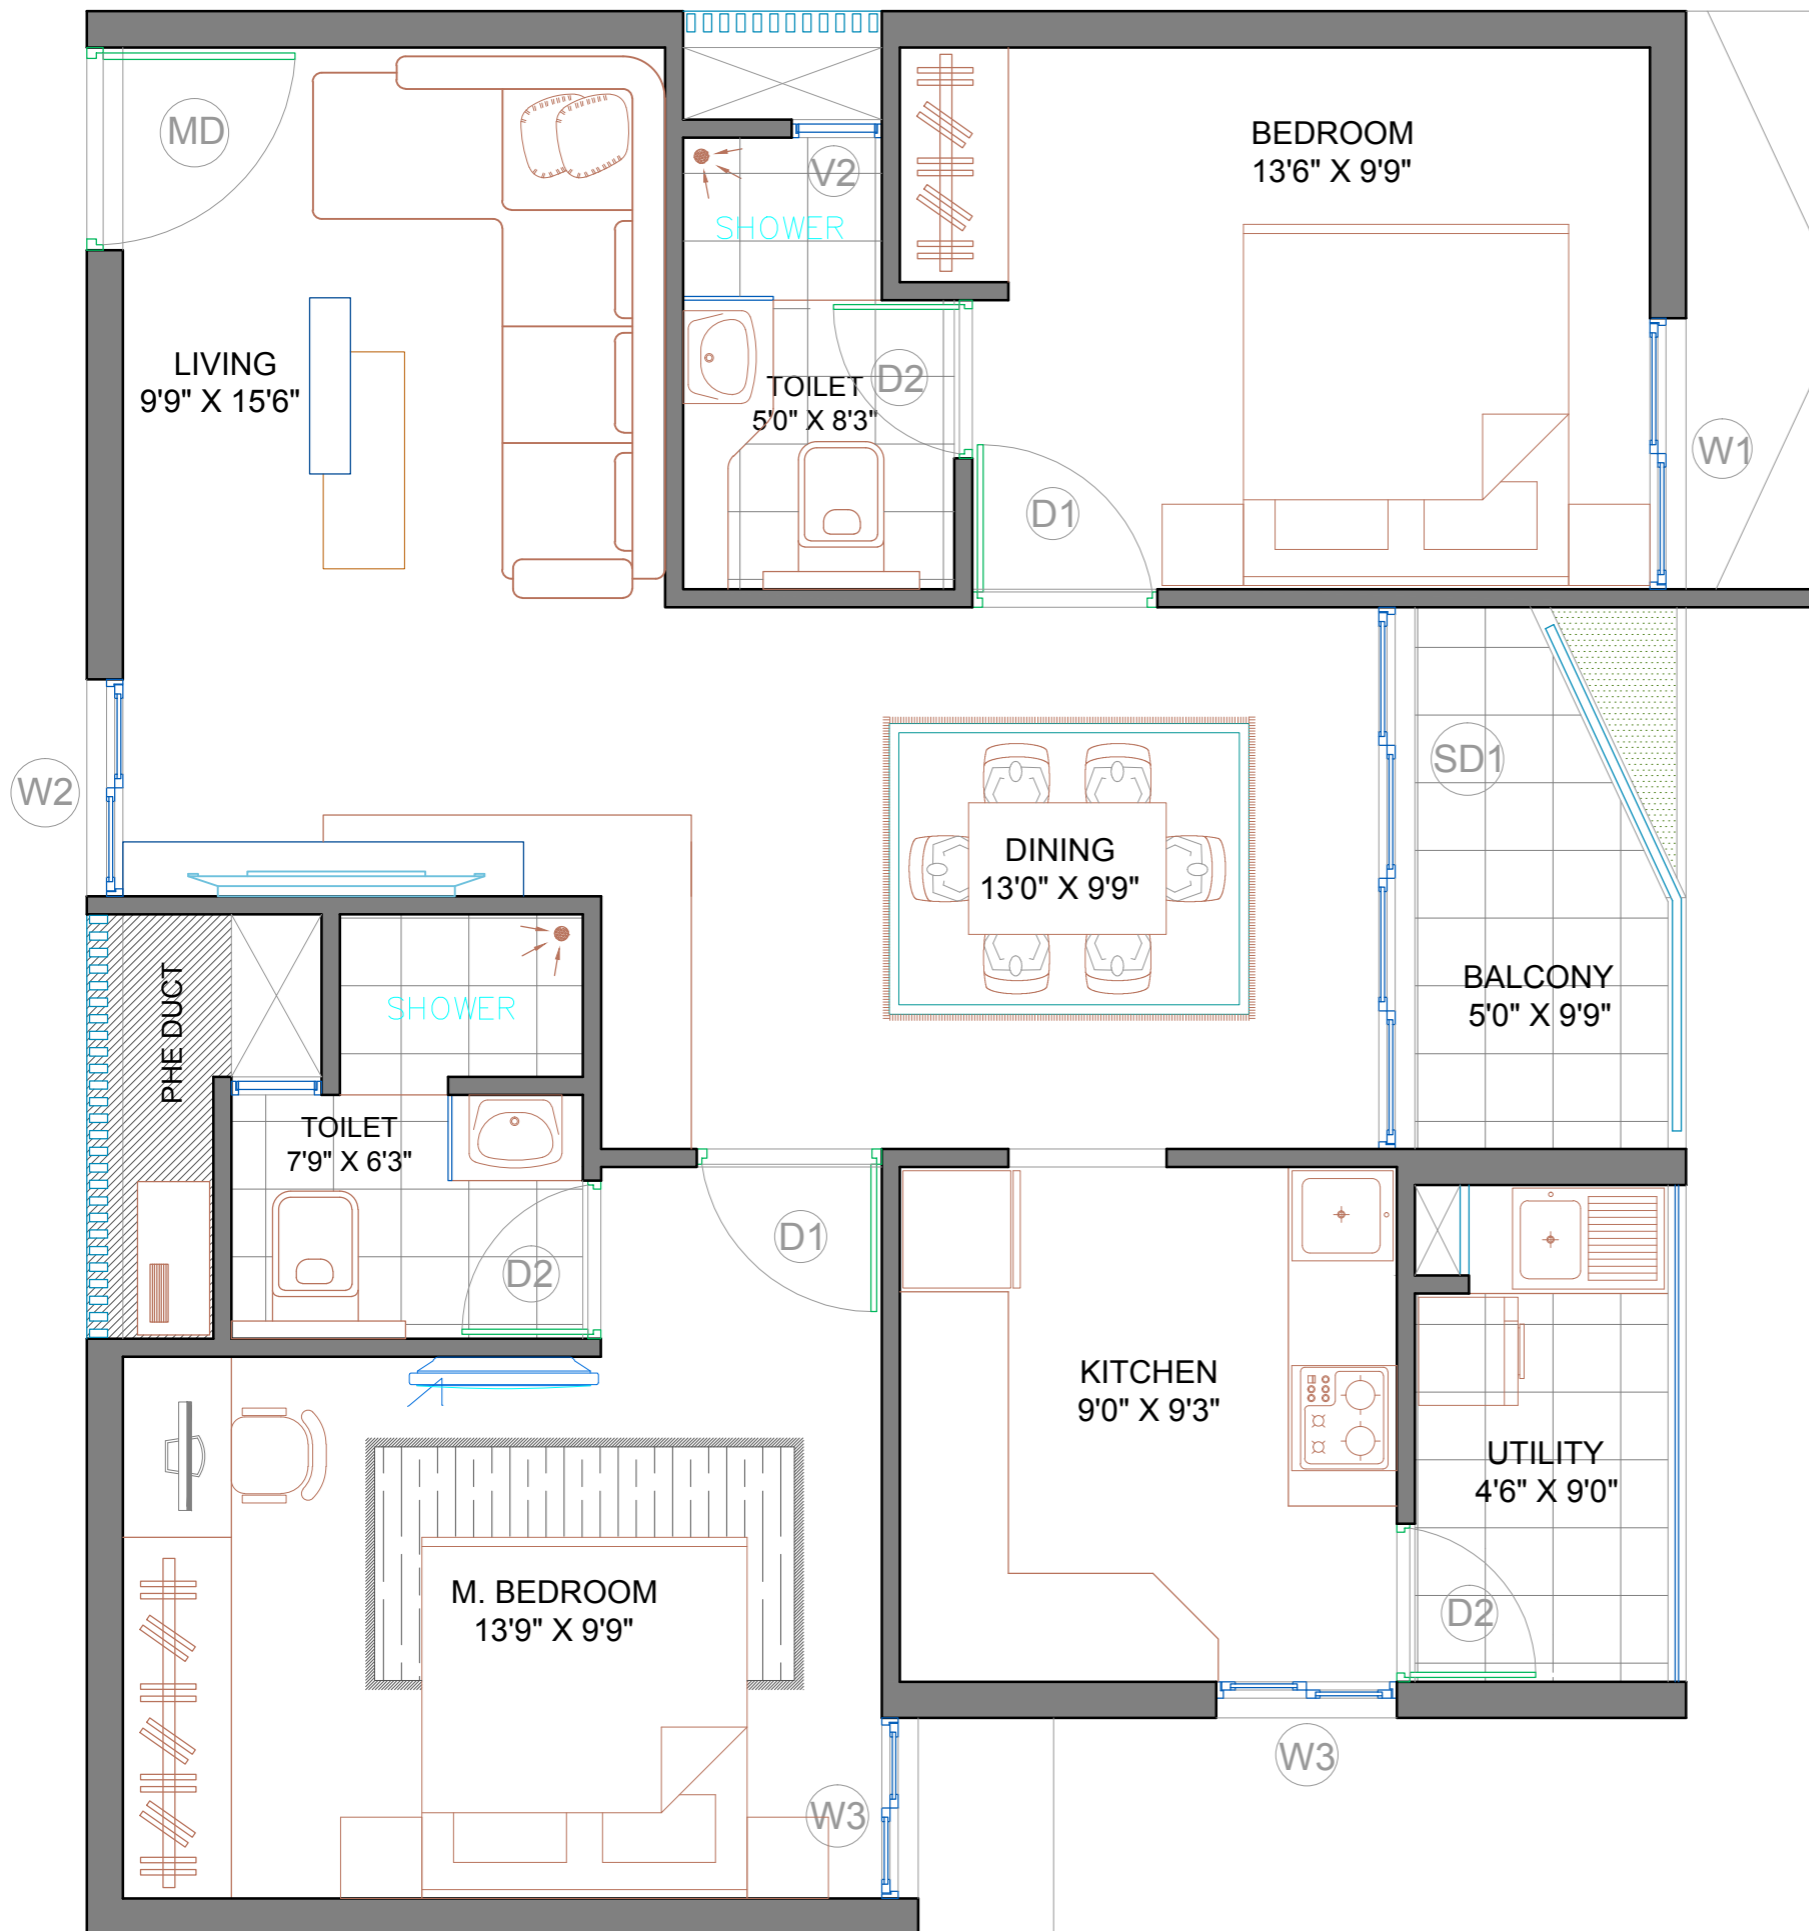 MD
BEDROOM
13'6" X 9'9"
V2
SHOWER
LIVING
9'9" X 15'6"
TOILET
5'0" X 8'3"
D2
W1
D1
W2
SD1
DINING
13'0" X 9'9"
BALCONY
5'0" X 9'9"
PHE DUCT
SHOWER
TOILET
7'9" X 6'3"
D1
D2
KITCHEN
9'0" X 9'3"
UTILITY
4'6" X 9'0"
M. BEDROOM
13'9" X 9'9"
D2
W3
W3